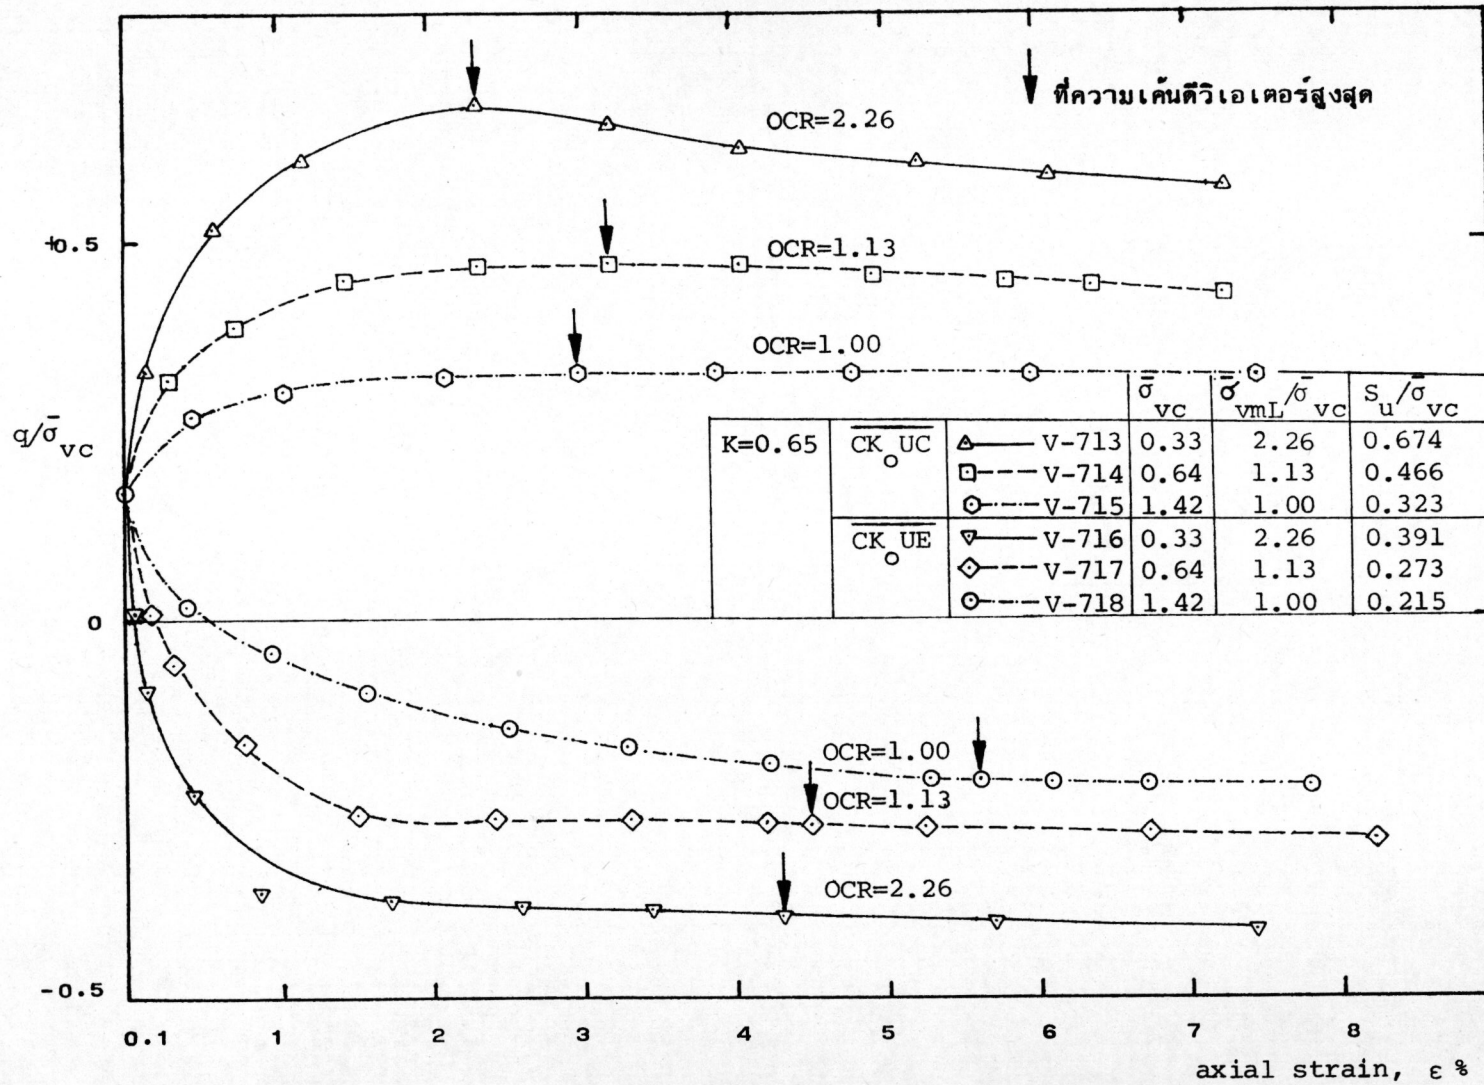 ที่ความเค้นดีวิเอเตอร์สูงสุด
OCR=2.26
+0.5
OCR=1.13
OCR=1.00
q/σ̄vc
σ̄vc σ̄vmL/σ̄vc Su/σ̄vc
K=0.65 CKoUC V-713 0.33 2.26 0.674
V-714 0.64 1.13 0.466
V-715 1.42 1.00 0.323
CKoUE V-716 0.33 2.26 0.391
V-717 0.64 1.13 0.273
V-718 1.42 1.00 0.215
0
OCR=1.00
OCR=1.13
OCR=2.26
-0.5
0.1 1 2 3 4 5 6 7 8
axial strain, ε %